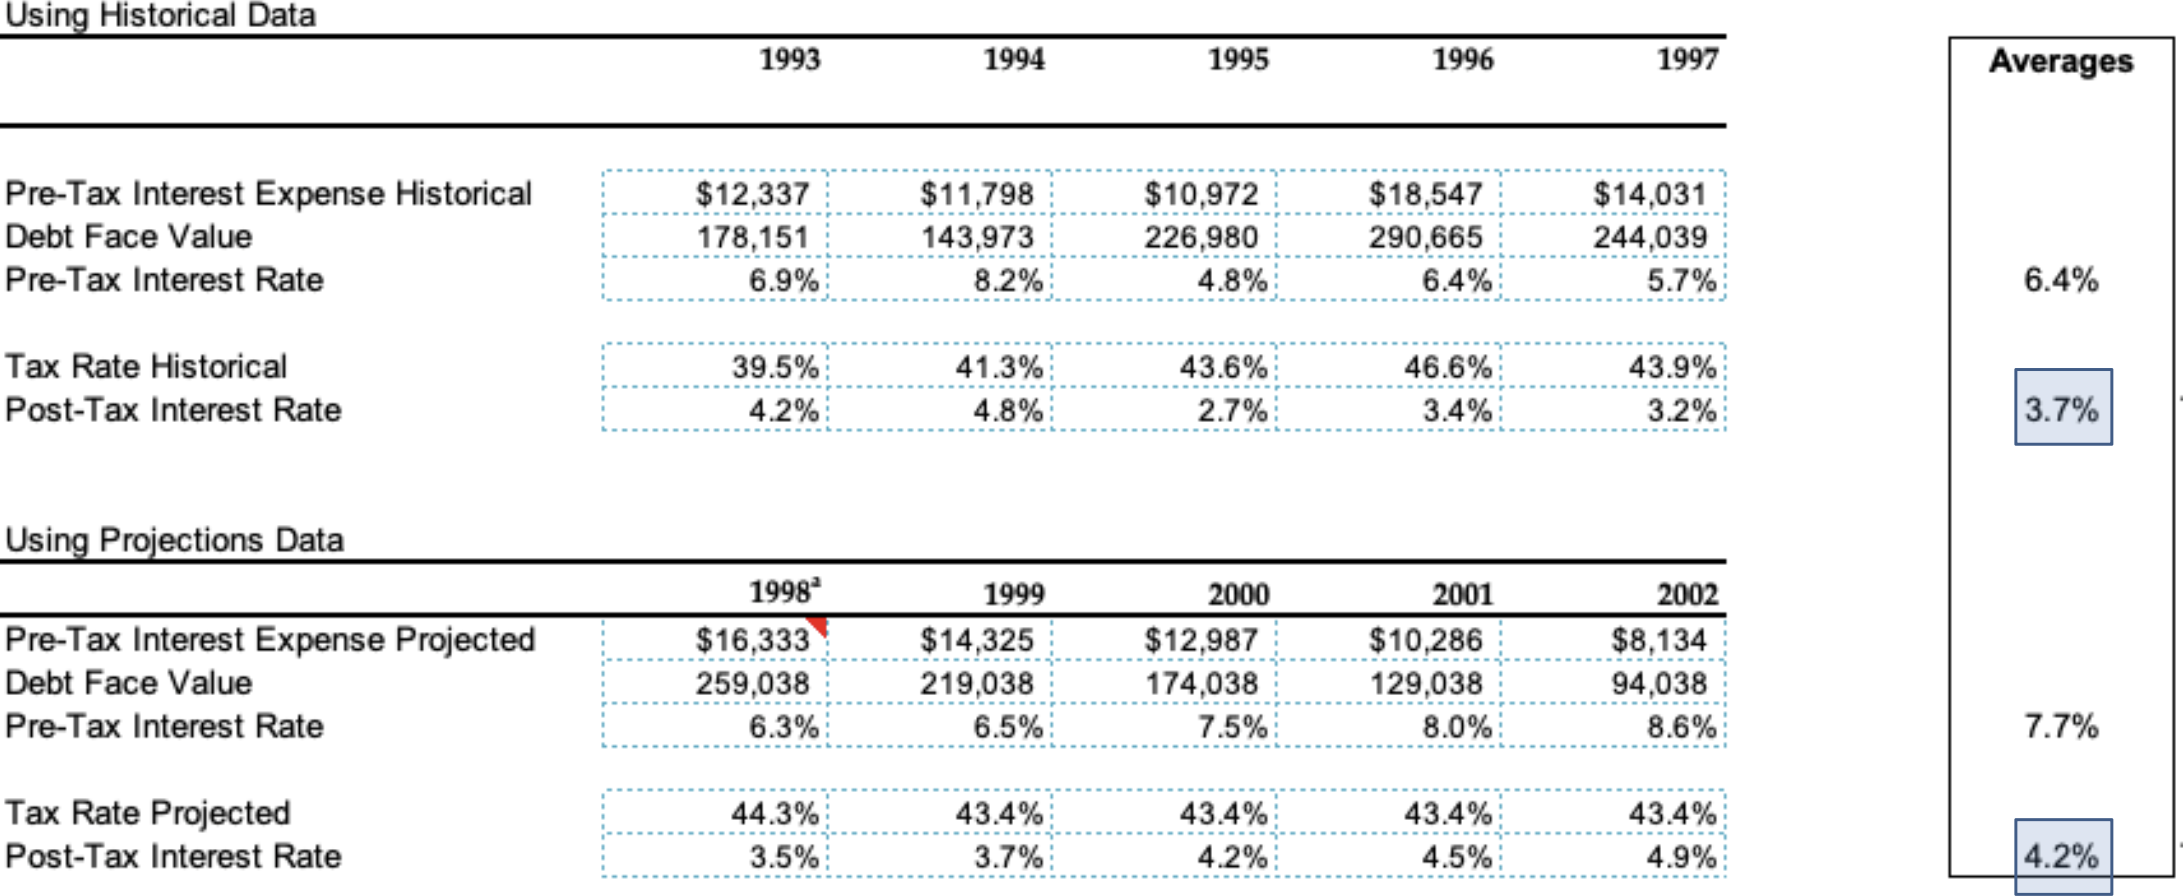 Using Historical Data
1993 1994 1995 1996 1997 Averages
Pre-Tax Interest Expense Historical $12,337 $11,798 $10,972 $18,547 $14,031
Debt Face Value 178,151 143,973 226,980 290,665 244,039
Pre-Tax Interest Rate 6.9% 8.2% 4.8% 6.4% 5.7% 6.4%
Tax Rate Historical 39.5% 41.3% 43.6% 46.6% 43.9%
Post-Tax Interest Rate 4.2% 4.8% 2.7% 3.4% 3.2% 3.7%
Using Projections Data
1998ª 1999 2000 2001 2002
Pre-Tax Interest Expense Projected $16,333 $14,325 $12,987 $10,286 $8,134
Debt Face Value 259,038 219,038 174,038 129,038 94,038
Pre-Tax Interest Rate 6.3% 6.5% 7.5% 8.0% 8.6% 7.7%
Tax Rate Projected 44.3% 43.4% 43.4% 43.4% 43.4%
Post-Tax Interest Rate 3.5% 3.7% 4.2% 4.5% 4.9% 4.2%